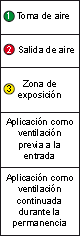 1 Toma de aire
2 Salida de aire
3 Zona de
exposición
Aplicación como
ventilación
previa a la
entrada
Aplicación como
ventilación
continuada
durante la
permanencia